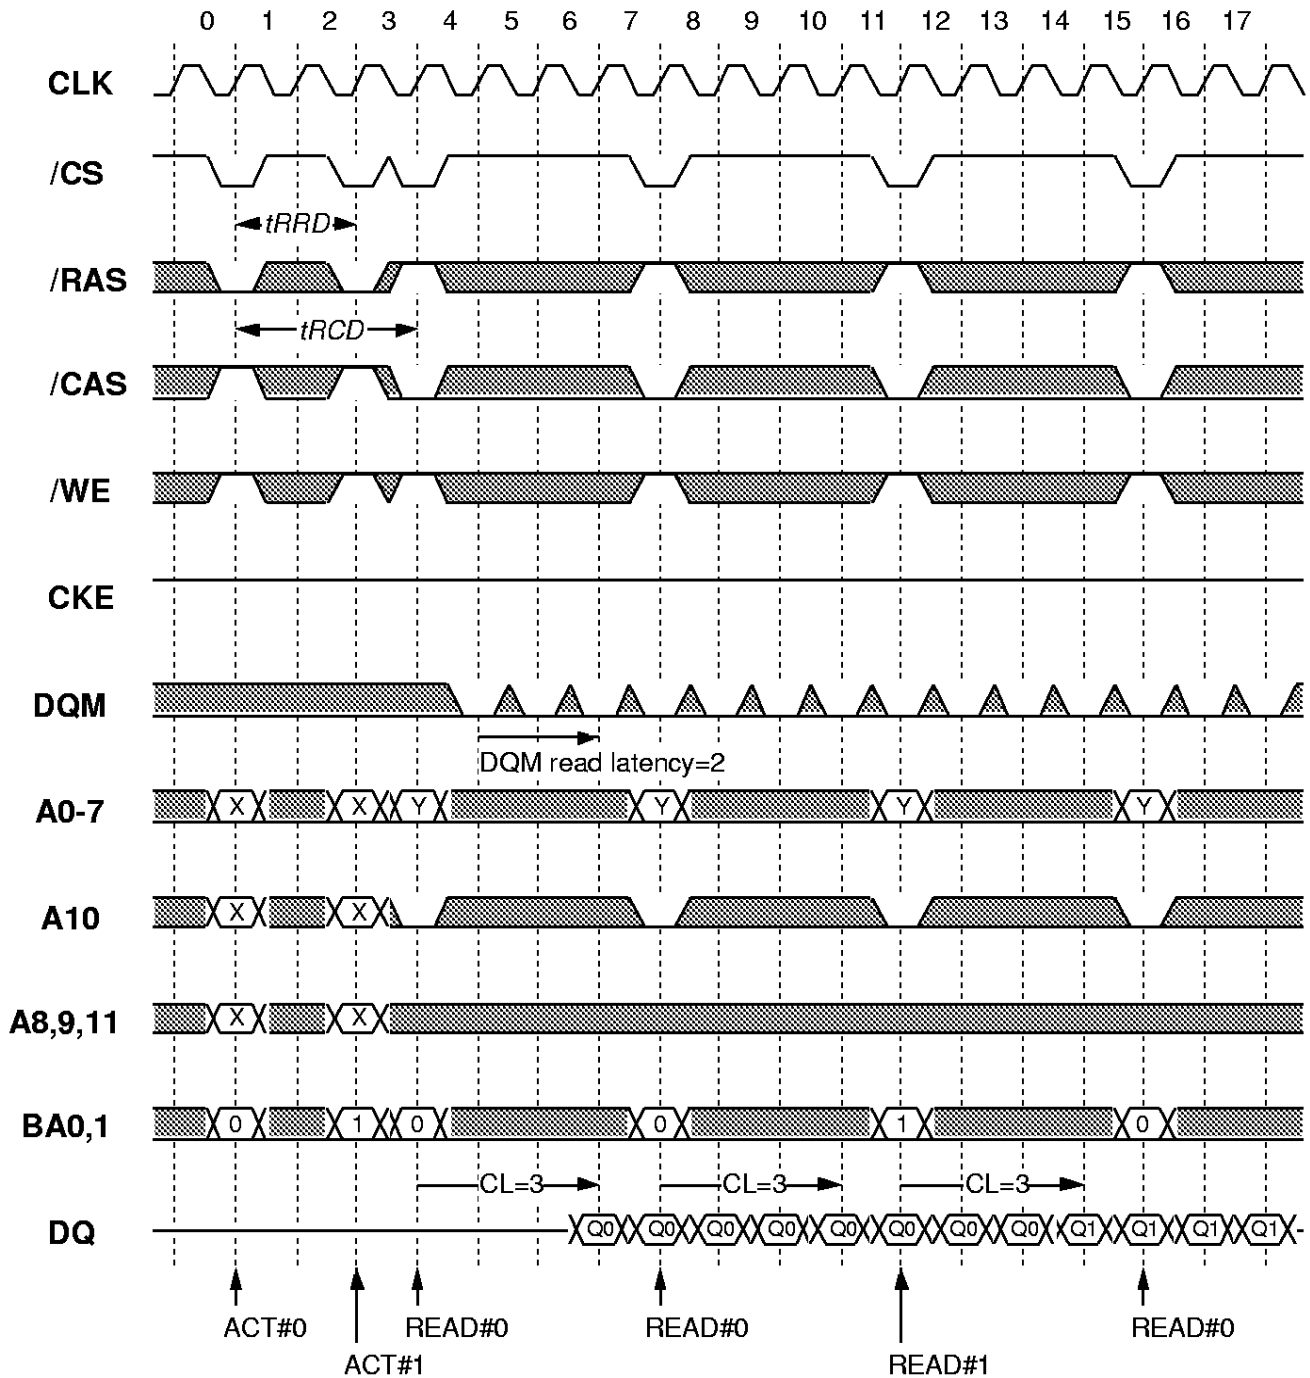 0 1 2 3 4 5 6 7 8 9 10 11 12 13 14 15 16 17
CLK
/CS
tRRD
/RAS
tRCD
/CAS
/WE
CKE
DQM
DQM read latency=2
A0-7 X X Y Y Y Y
A10 X X
A8,9,11 X X
BA0,1 0 1 0 0 1 0
CL=3 CL=3 CL=3
DQ Q0 Q0 Q0 Q0 Q0 Q0 Q0 Q0 Q1 Q1 Q1 Q1
ACT#0 READ#0 READ#0 READ#0
ACT#1 READ#1